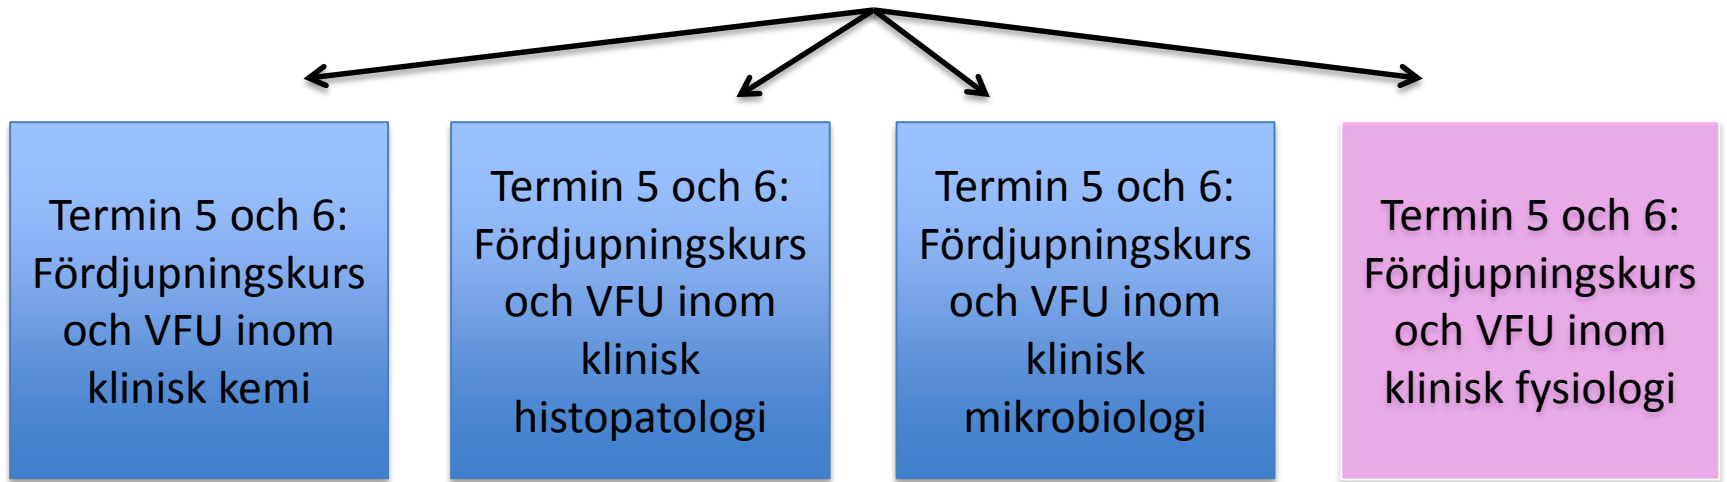 Termin 5 och 6:
Fördjupningskurs
och VFU inom
klinisk kemi
Termin 5 och 6:
Fördjupningskurs
och VFU inom
klinisk
histopatologi
Termin 5 och 6:
Fördjupningskurs
och VFU inom
klinisk
mikrobiologi
Termin 5 och 6:
Fördjupningskurs
och VFU inom
klinisk fysiologi